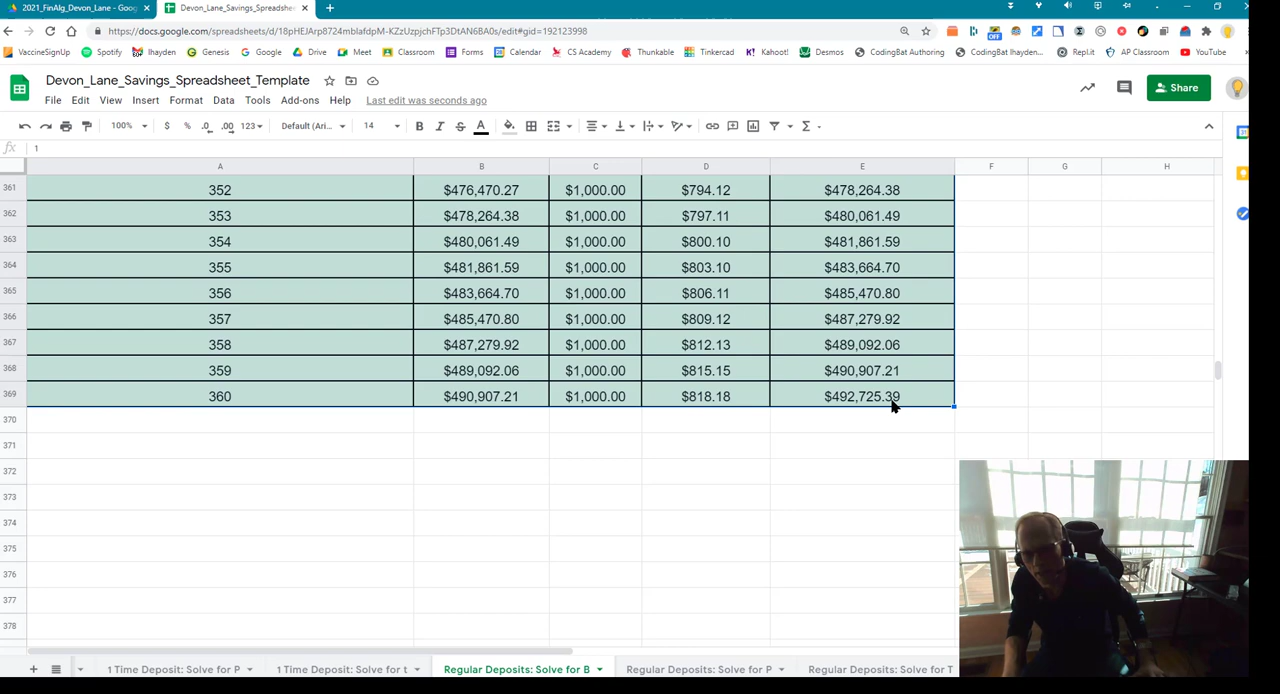 2021_FinAlg_Devon_Lane - Goog
Devon_Lane_Savings_Spreadshee
https://docs.google.com/spreadsheets/d/18pHEJArp8724mblafdpM-KZzUzpjchFTp3DtAN6BA0s/edit#gid=192123998
VaccineSignUp Spotify lhayden Genesis Google Drive Meet Classroom Forms Calendar CS Academy Thunkable Tinkercad Kahoot! Desmos CodingBat Authoring CodingBat lhayden... Repl.it AP Classroom YouTube
Devon_Lane_Savings_Spreadsheet_Template
Share
File Edit View Insert Format Data Tools Add-ons Help Last edit was seconds ago
100% $ % .0 .00 123 Default (Ari... 14 B I S A
fx 1
A B C D E F G H
361 352 $476,470.27 $1,000.00 $794.12 $478,264.38
362 353 $478,264.38 $1,000.00 $797.11 $480,061.49
363 354 $480,061.49 $1,000.00 $800.10 $481,861.59
364 355 $481,861.59 $1,000.00 $803.10 $483,664.70
365 356 $483,664.70 $1,000.00 $806.11 $485,470.80
366 357 $485,470.80 $1,000.00 $809.12 $487,279.92
367 358 $487,279.92 $1,000.00 $812.13 $489,092.06
368 359 $489,092.06 $1,000.00 $815.15 $490,907.21
369 360 $490,907.21 $1,000.00 $818.18 $492,725.39
370
371
372
373
374
375
376
377
378
1 Time Deposit: Solve for P 1 Time Deposit: Solve for t Regular Deposits: Solve for B Regular Deposits: Solve for P Regular Deposits: Solve for T